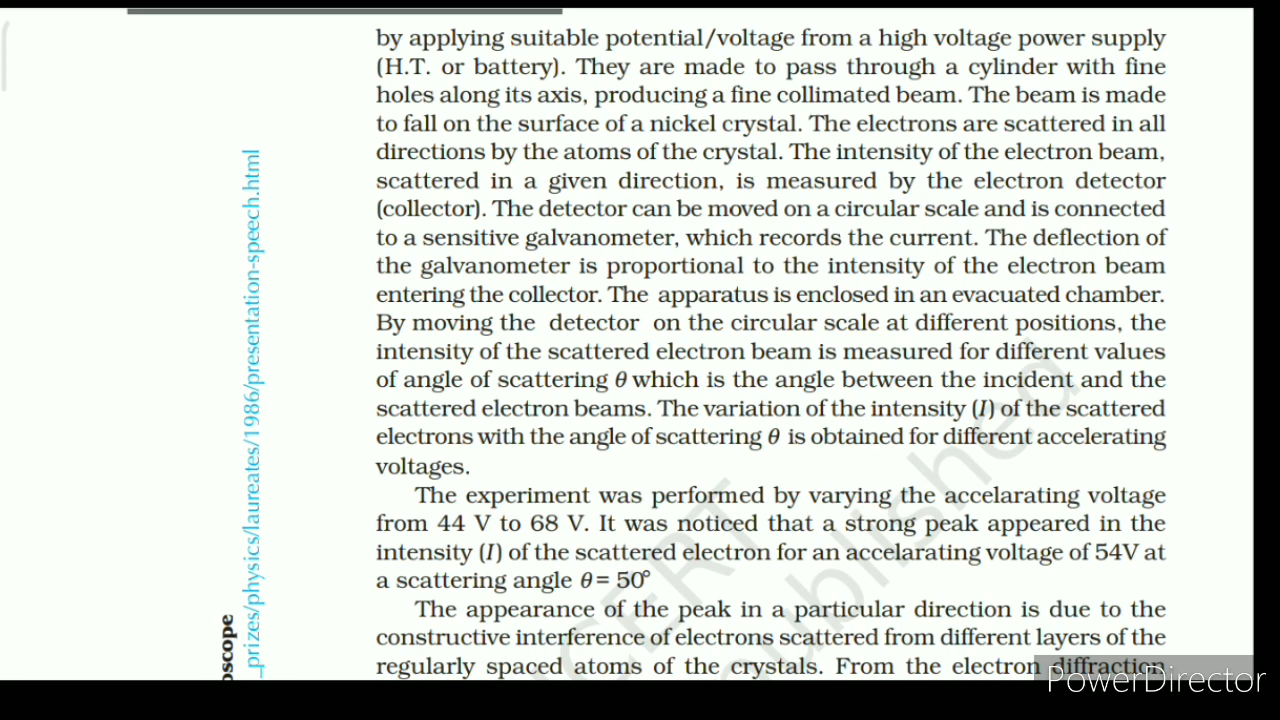 by applying suitable potential/voltage from a high voltage power supply
(H.T. or battery). They are made to pass through a cylinder with fine
holes along its axis, producing a fine collimated beam. The beam is made
to fall on the surface of a nickel crystal. The electrons are scattered in all
directions by the atoms of the crystal. The intensity of the electron beam,
scattered in a given direction, is measured by the electron detector
(collector). The detector can be moved on a circular scale and is connected
to a sensitive galvanometer, which records the current. The deflection of
the galvanometer is proportional to the intensity of the electron beam
entering the collector. The apparatus is enclosed in an evacuated chamber.
By moving the detector on the circular scale at different positions, the
intensity of the scattered electron beam is measured for different values
of angle of scattering θ which is the angle between the incident and the
scattered electron beams. The variation of the intensity (I) of the scattered
electrons with the angle of scattering θ is obtained for different accelerating
voltages.
The experiment was performed by varying the accelarating voltage
from 44 V to 68 V. It was noticed that a strong peak appeared in the
intensity (I) of the scattered electron for an accelarating voltage of 54V at
a scattering angle θ = 50°
The appearance of the peak in a particular direction is due to the
constructive interference of electrons scattered from different layers of the
regularly spaced atoms of the crystals. From the electron diffraction
oscope
_prizes/physics/laureates/1986/presentation-speech.html
CERT
ublished
PowerDirector